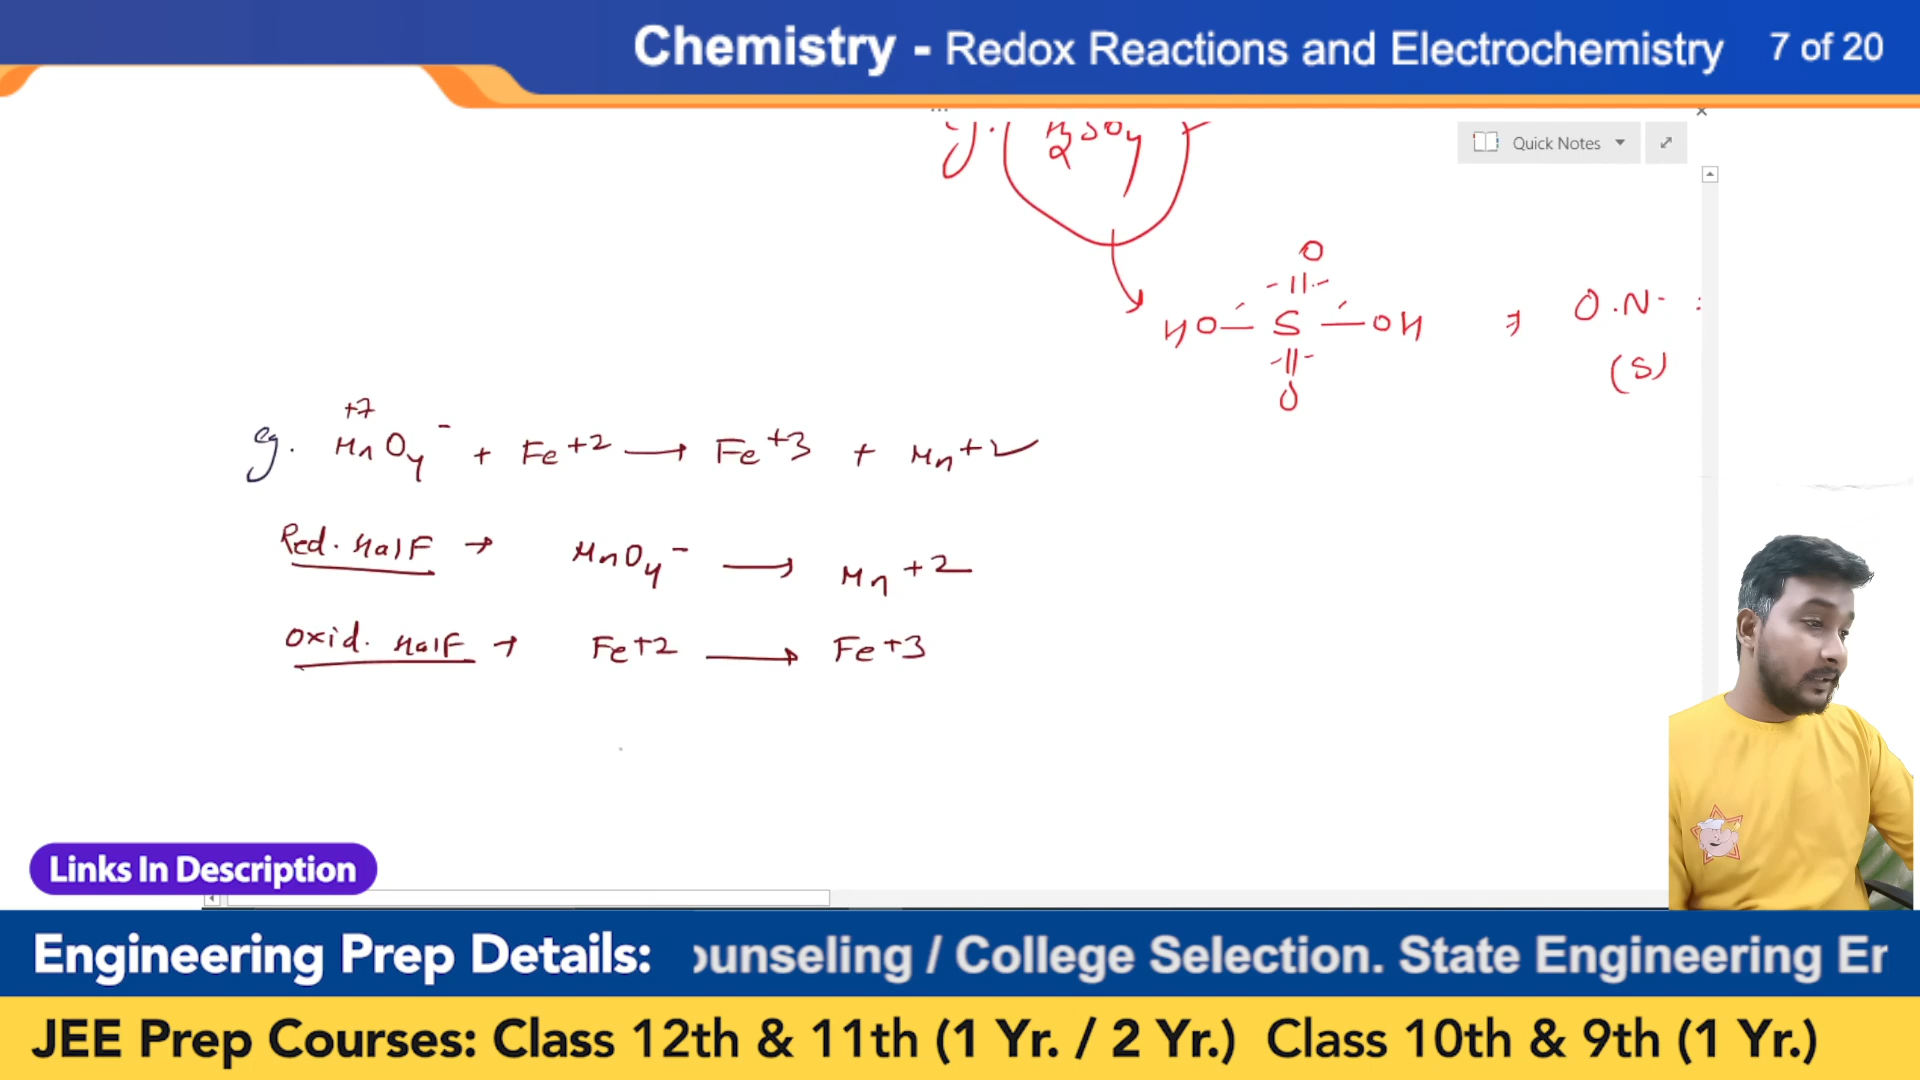 Chemistry - Redox Reactions and Electrochemistry 7 of 20
Quick Notes
O
HO — S — OH → O.N. :
(S)
O
+7
eg. MnO4⁻ + Fe+2 → Fe+3 + Mn+2
Red. Half → MnO4⁻ → Mn+2
Oxid. Half → Fe+2 → Fe+3
Links In Description
Engineering Prep Details: ounseling / College Selection. State Engineering Er
JEE Prep Courses: Class 12th & 11th (1 Yr. / 2 Yr.) Class 10th & 9th (1 Yr.)